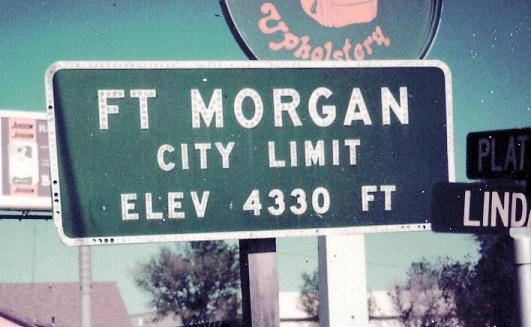 Upholstery
FT MORGAN
CITY LIMIT
ELEV 4330 FT
PLAT
LINDA